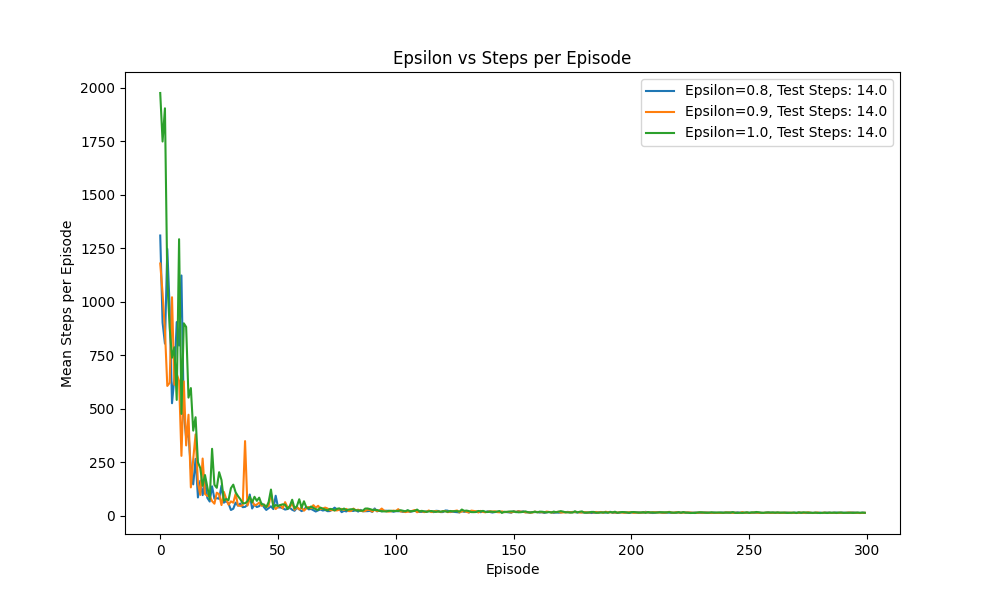 Epsilon vs Steps per Episode
Epsilon=0.8, Test Steps: 14.0
Epsilon=0.9, Test Steps: 14.0
Epsilon=1.0, Test Steps: 14.0
Mean Steps per Episode
2000
1750
1500
1250
1000
750
500
250
0
0 50 100 150 200 250 300
Episode